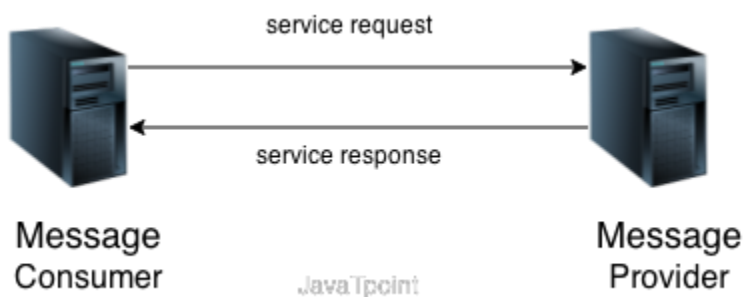 service request
service response
Message
Consumer
Message
Provider
JavaTpoint